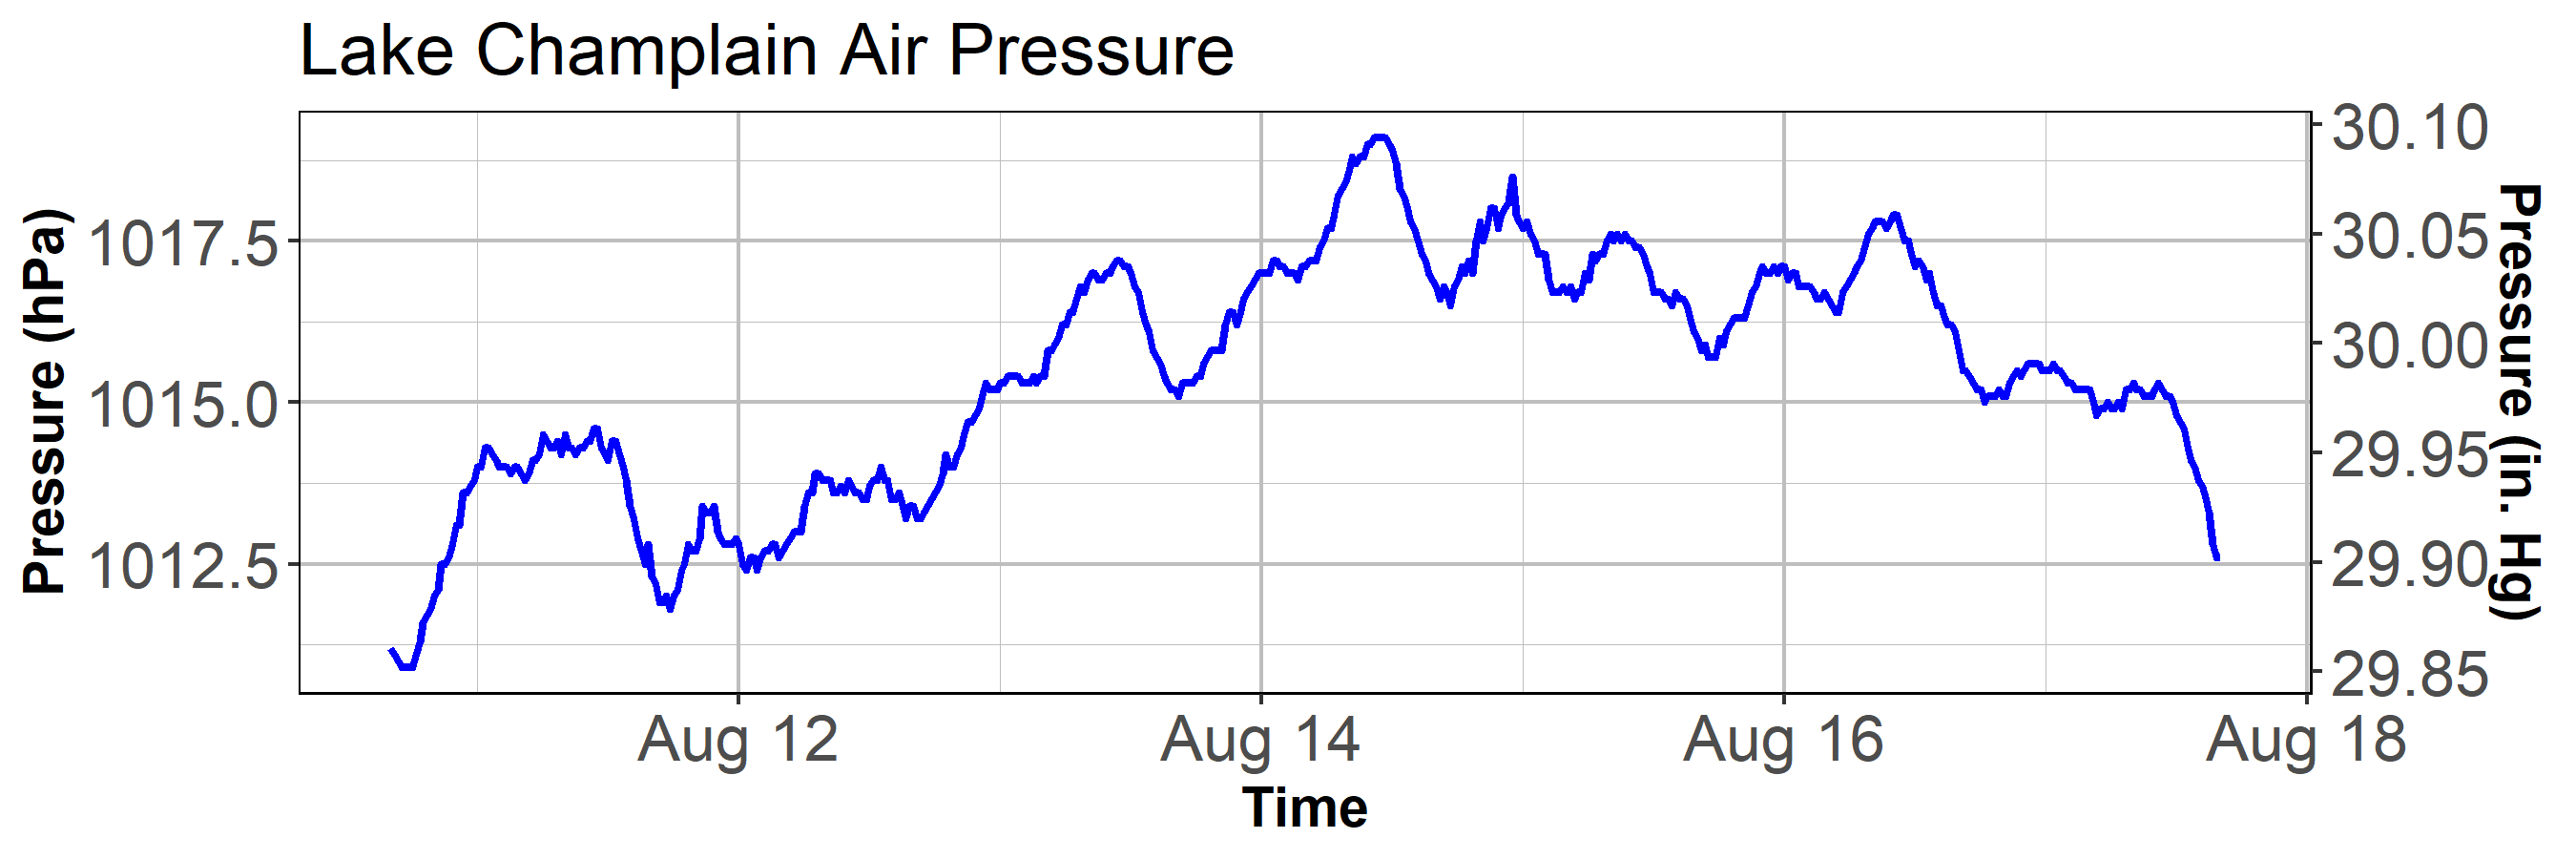 Lake Champlain Air Pressure
Pressure (hPa)
1017.5
1015.0
1012.5
30.10
30.05
30.00
29.95
29.90
29.85
Pressure (in. Hg)
Aug 12 Aug 14 Aug 16 Aug 18
Time